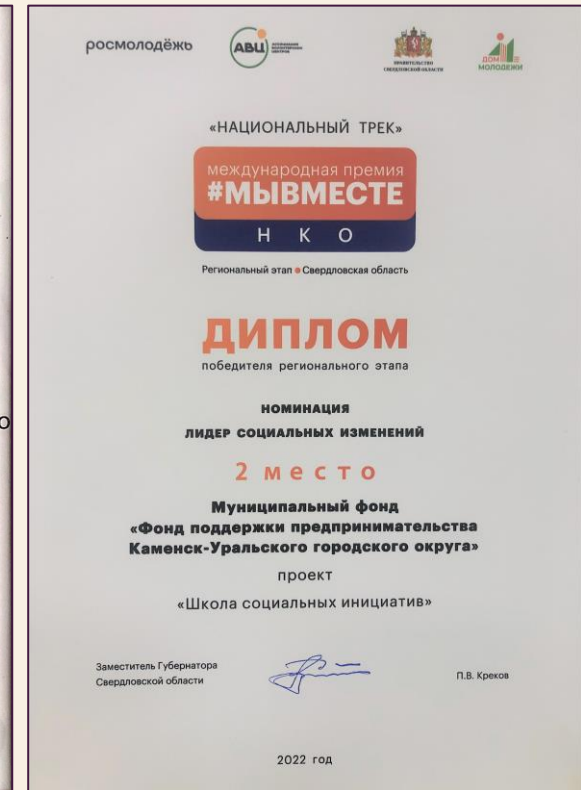 росмолодёжь
АВЦ
ПРАВИТЕЛЬСТВО
СВЕРДЛОВСКОЙ ОБЛАСТИ
ДОМ
МОЛОДЕЖИ
«НАЦИОНАЛЬНЫЙ ТРЕК»
международная премия
#МЫВМЕСТЕ
НКО
Региональный этап • Свердловская область
ДИПЛОМ
победителя регионального этапа
НОМИНАЦИЯ
ЛИДЕР СОЦИАЛЬНЫХ ИЗМЕНЕНИЙ
2 место
Муниципальный фонд
«Фонд поддержки предпринимательства
Каменск-Уральского городского округа»
проект
«Школа социальных инициатив»
Заместитель Губернатора
Свердловской области
П.В. Креков
2022 год